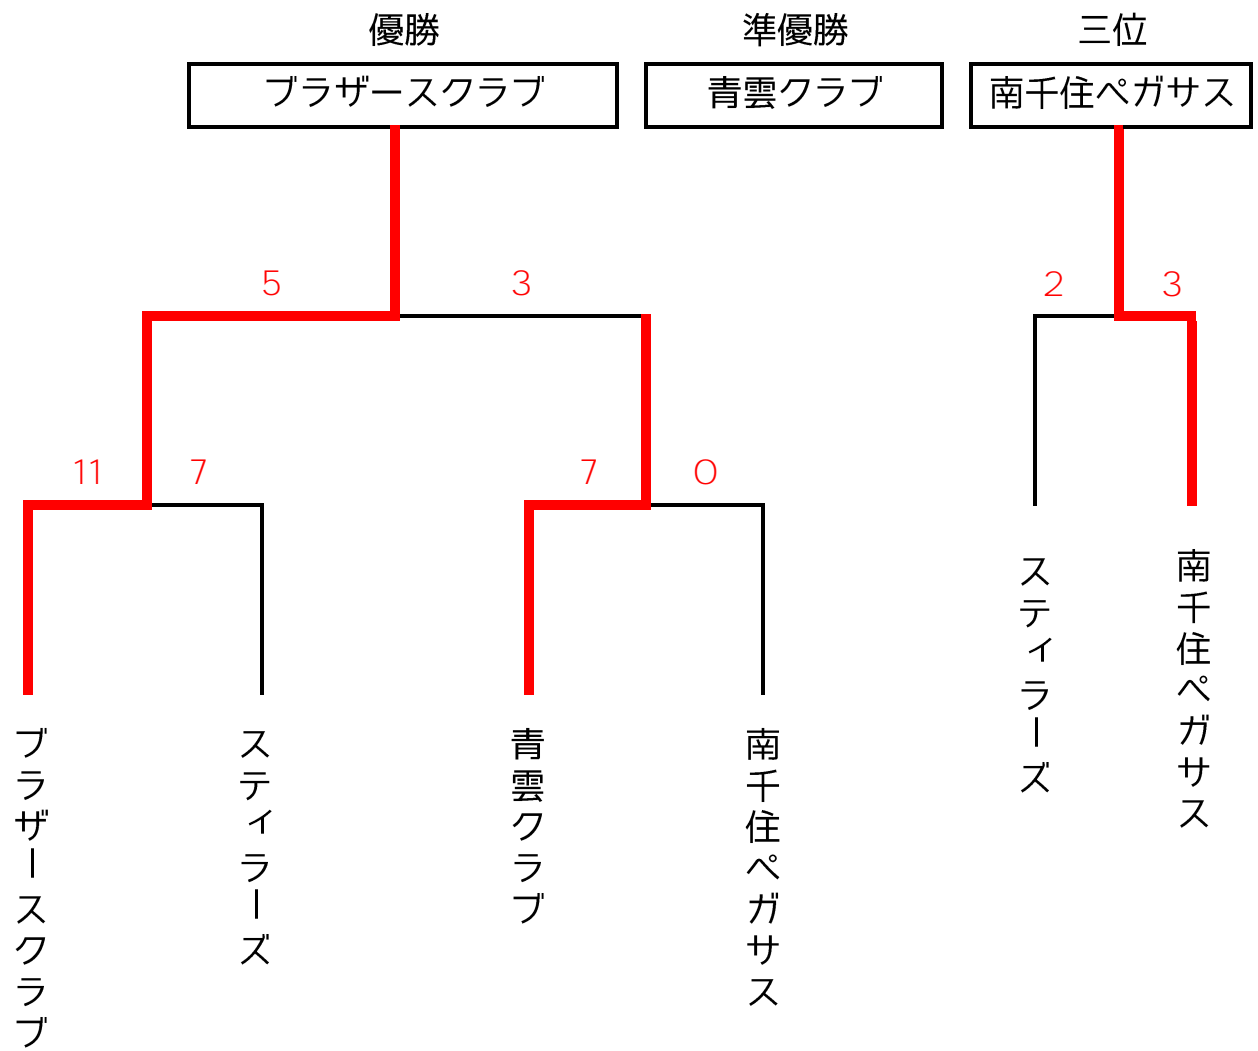 優勝
準優勝
三位
ブラザースクラブ
青雲クラブ
南千住ペガサス
5
3
2
3
11
7
7
0
ブラザースクラブ
スティラーズ
青雲クラブ
南千住ペガサス
スティラーズ
南千住ペガサス